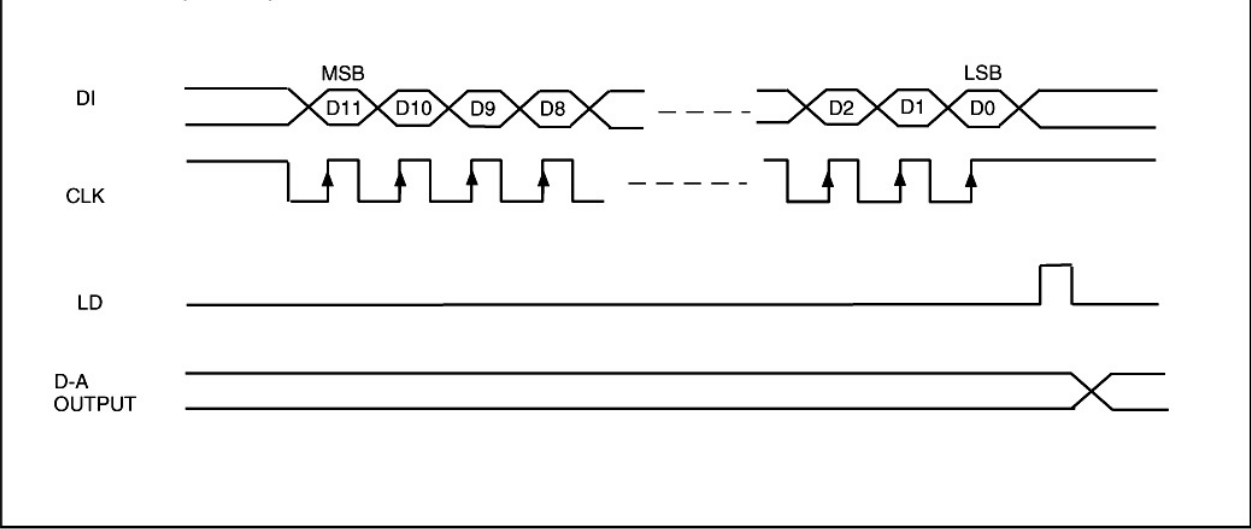 MSB LSB
DI D11 D10 D9 D8 D2 D1 D0
CLK
LD
D-A
OUTPUT